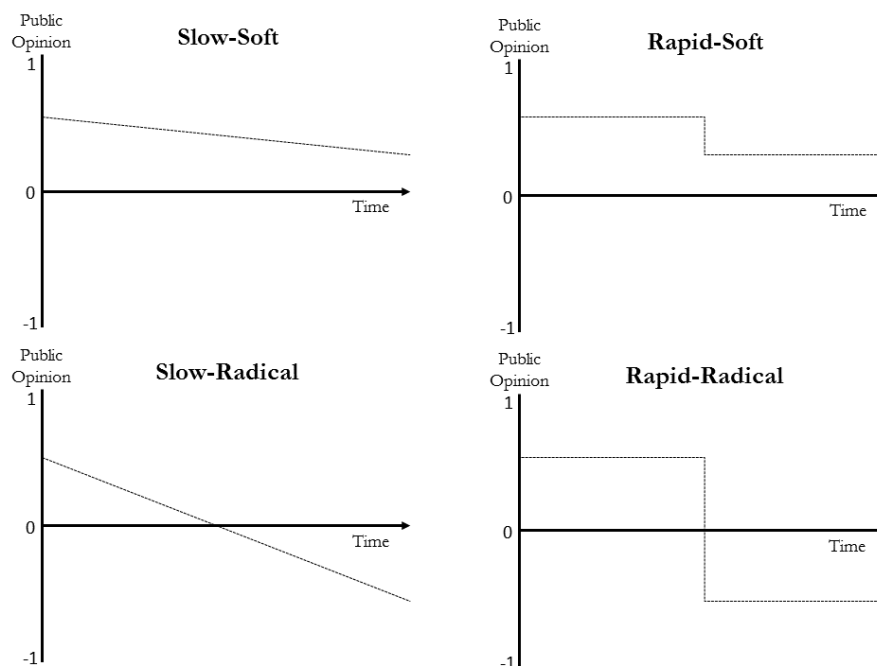 Public
Opinion
Slow-Soft
1
0
Time
-1
Public
Opinion
Rapid-Soft
1
0
Time
-1
Public
Opinion
Slow-Radical
1
0
Time
-1
Public
Opinion
Rapid-Radical
1
0
Time
-1